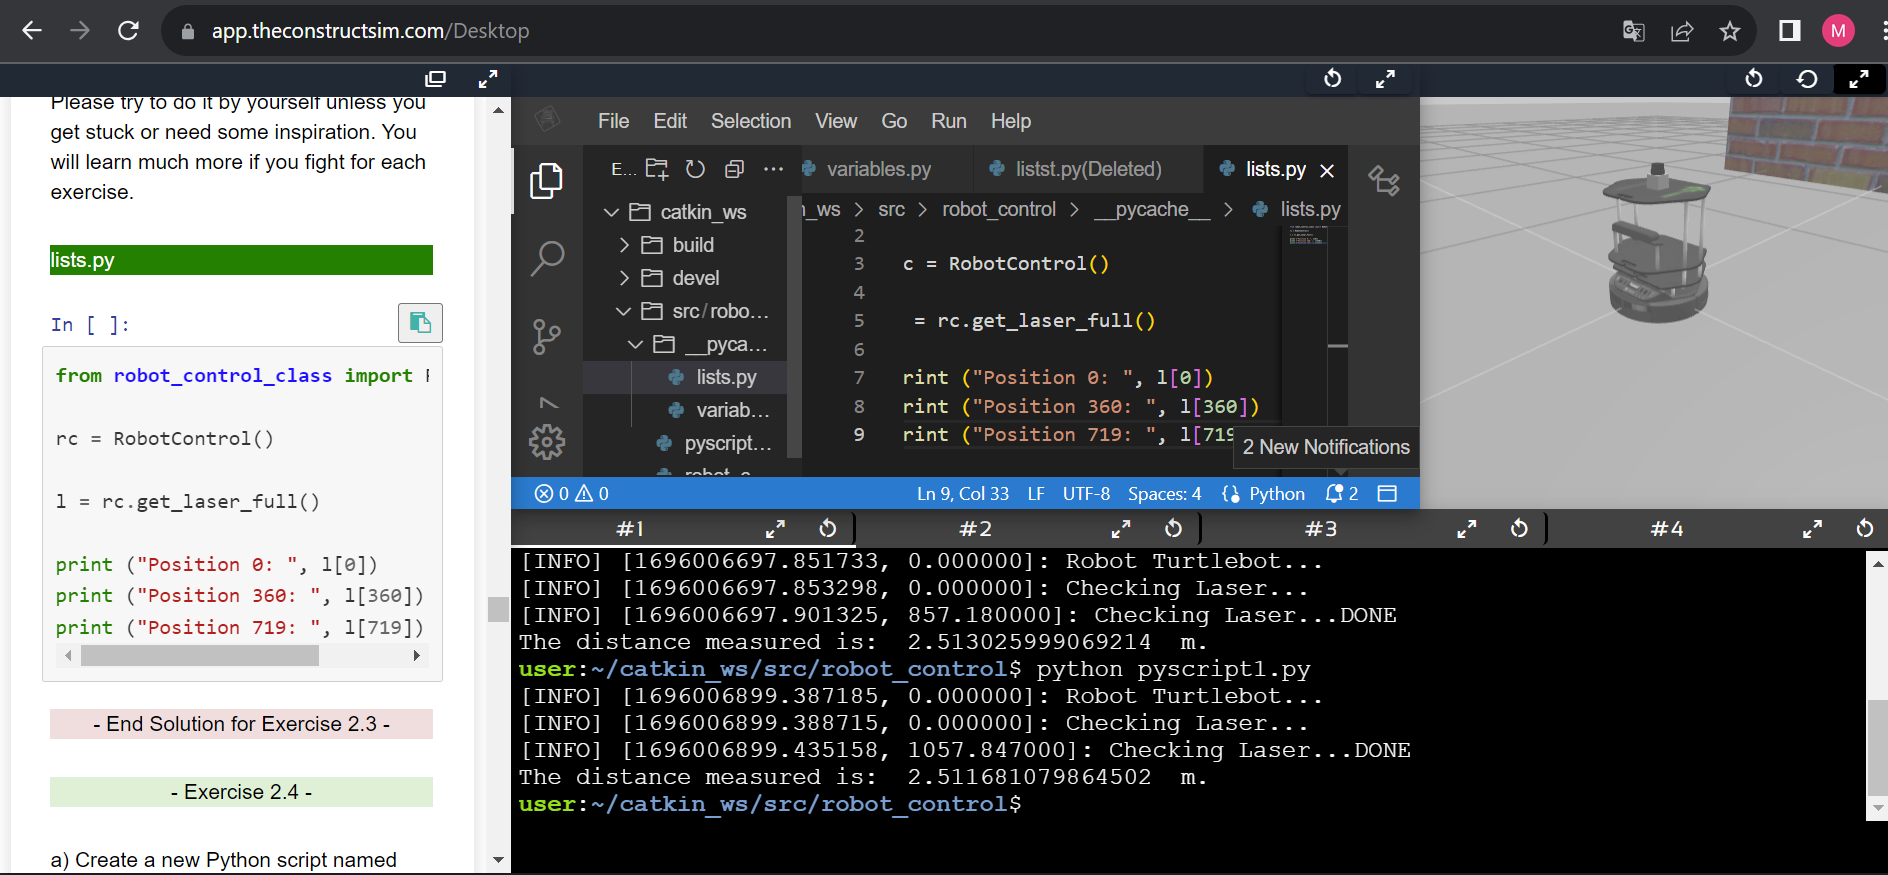 app.theconstructsim.com/Desktop
M
Please try to do it by yourself unless you
get stuck or need some inspiration. You
will learn much more if you fight for each
exercise.
lists.py
In [ ]:
from robot_control_class import
rc = RobotControl()
l = rc.get_laser_full()
print ("Position 0: ", l[0])
print ("Position 360: ", l[360])
print ("Position 719: ", l[719])
- End Solution for Exercise 2.3 -
- Exercise 2.4 -
a) Create a new Python script named
File Edit Selection View Go Run Help
E... variables.py listst.py(Deleted) lists.py
_ws > src > robot_control > __pycache__ > lists.py
catkin_ws
build
devel
src/robo...
__pyca...
lists.py
variab...
pyscript...
2
3 c = RobotControl()
4
5 = rc.get_laser_full()
6
7 rint ("Position 0: ", l[0])
8 rint ("Position 360: ", l[360])
9 rint ("Position 719: ", l[719
2 New Notifications
0 0 Ln 9, Col 33 LF UTF-8 Spaces: 4 Python 2
#1 #2 #3 #4
[INFO] [1696006697.851733, 0.000000]: Robot Turtlebot...
[INFO] [1696006697.853298, 0.000000]: Checking Laser...
[INFO] [1696006697.901325, 857.180000]: Checking Laser...DONE
The distance measured is: 2.513025999069214 m.
user:~/catkin_ws/src/robot_control$ python pyscript1.py
[INFO] [1696006899.387185, 0.000000]: Robot Turtlebot...
[INFO] [1696006899.388715, 0.000000]: Checking Laser...
[INFO] [1696006899.435158, 1057.847000]: Checking Laser...DONE
The distance measured is: 2.511681079864502 m.
user:~/catkin_ws/src/robot_control$